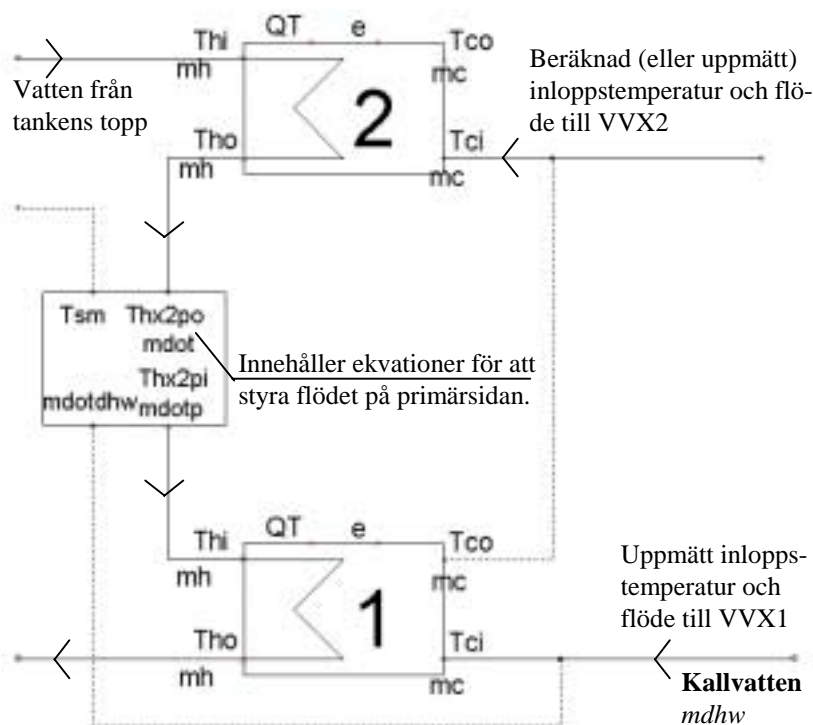 Thi QT e Tco
mh mc
Vatten från
tankens topp
2
Beräknad (eller uppmätt)
inloppstemperatur och flö-
de till VVX2
Tho Tci
mh mc
Tsm Thx2po
mdot
Thx2pi
mdotdhw mdotp
Innehåller ekvationer för att
styra flödet på primärsidan.
Thi QT e Tco
mh mc
1
Uppmätt inlopps-
temperatur och
flöde till VVX1
Tho Tci
mh mc
Kallvatten
mdhw